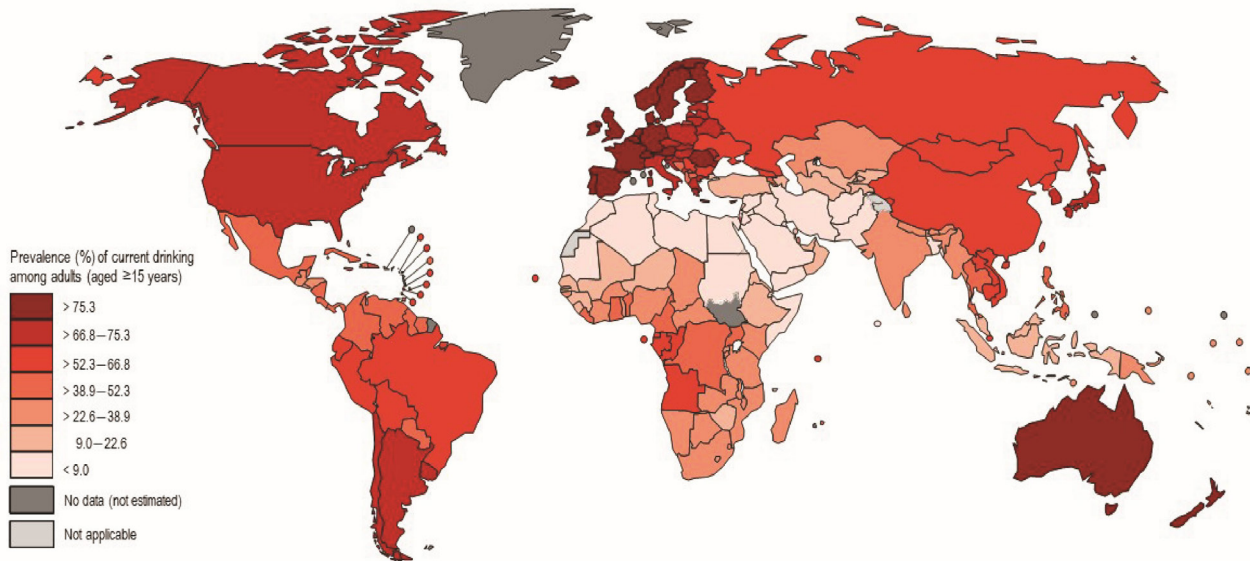 Prevalence (%) of current drinking
among adults (aged ≥15 years)
> 75.3
> 66.8–75.3
> 52.3–66.8
> 38.9–52.3
> 22.6–38.9
9.0–22.6
< 9.0
No data (not estimated)
Not applicable